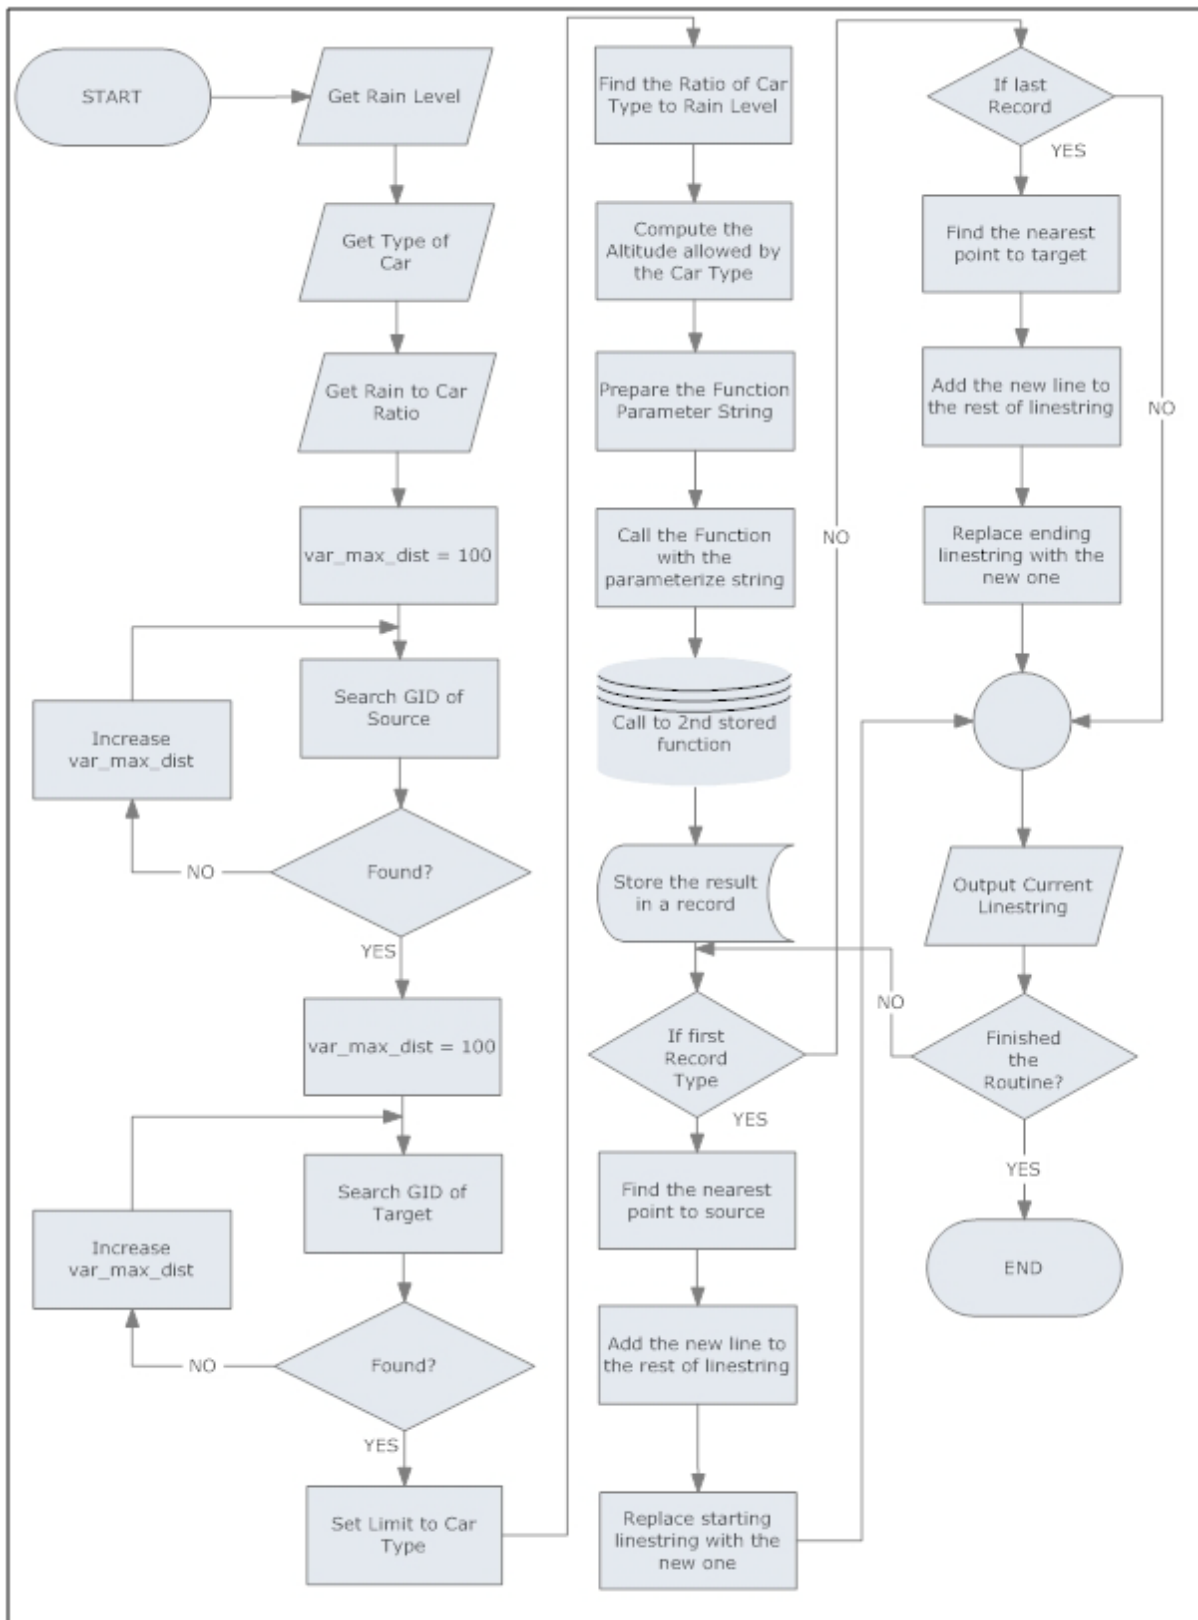 START
Get Rain Level
Get Type of
Car
Get Rain to Car
Ratio
var_max_dist = 100
Search GID of
Source
Increase
var_max_dist
Found?
NO
YES
var_max_dist = 100
Search GID of
Target
Increase
var_max_dist
Found?
NO
YES
Set Limit to Car
Type
Find the Ratio of Car
Type to Rain Level
Compute the
Altitude allowed by
the Car Type
Prepare the Function
Parameter String
Call the Function
with the
parameterize string
Call to 2nd stored
function
Store the result
in a record
If first
Record
Type
NO
YES
Find the nearest
point to source
Add the new line to
the rest of linestring
Replace starting
linestring with the
new one
If last
Record
YES
NO
Find the nearest
point to target
Add the new line to
the rest of linestring
Replace ending
linestring with the
new one
Output Current
Linestring
Finished
the
Routine?
NO
YES
END